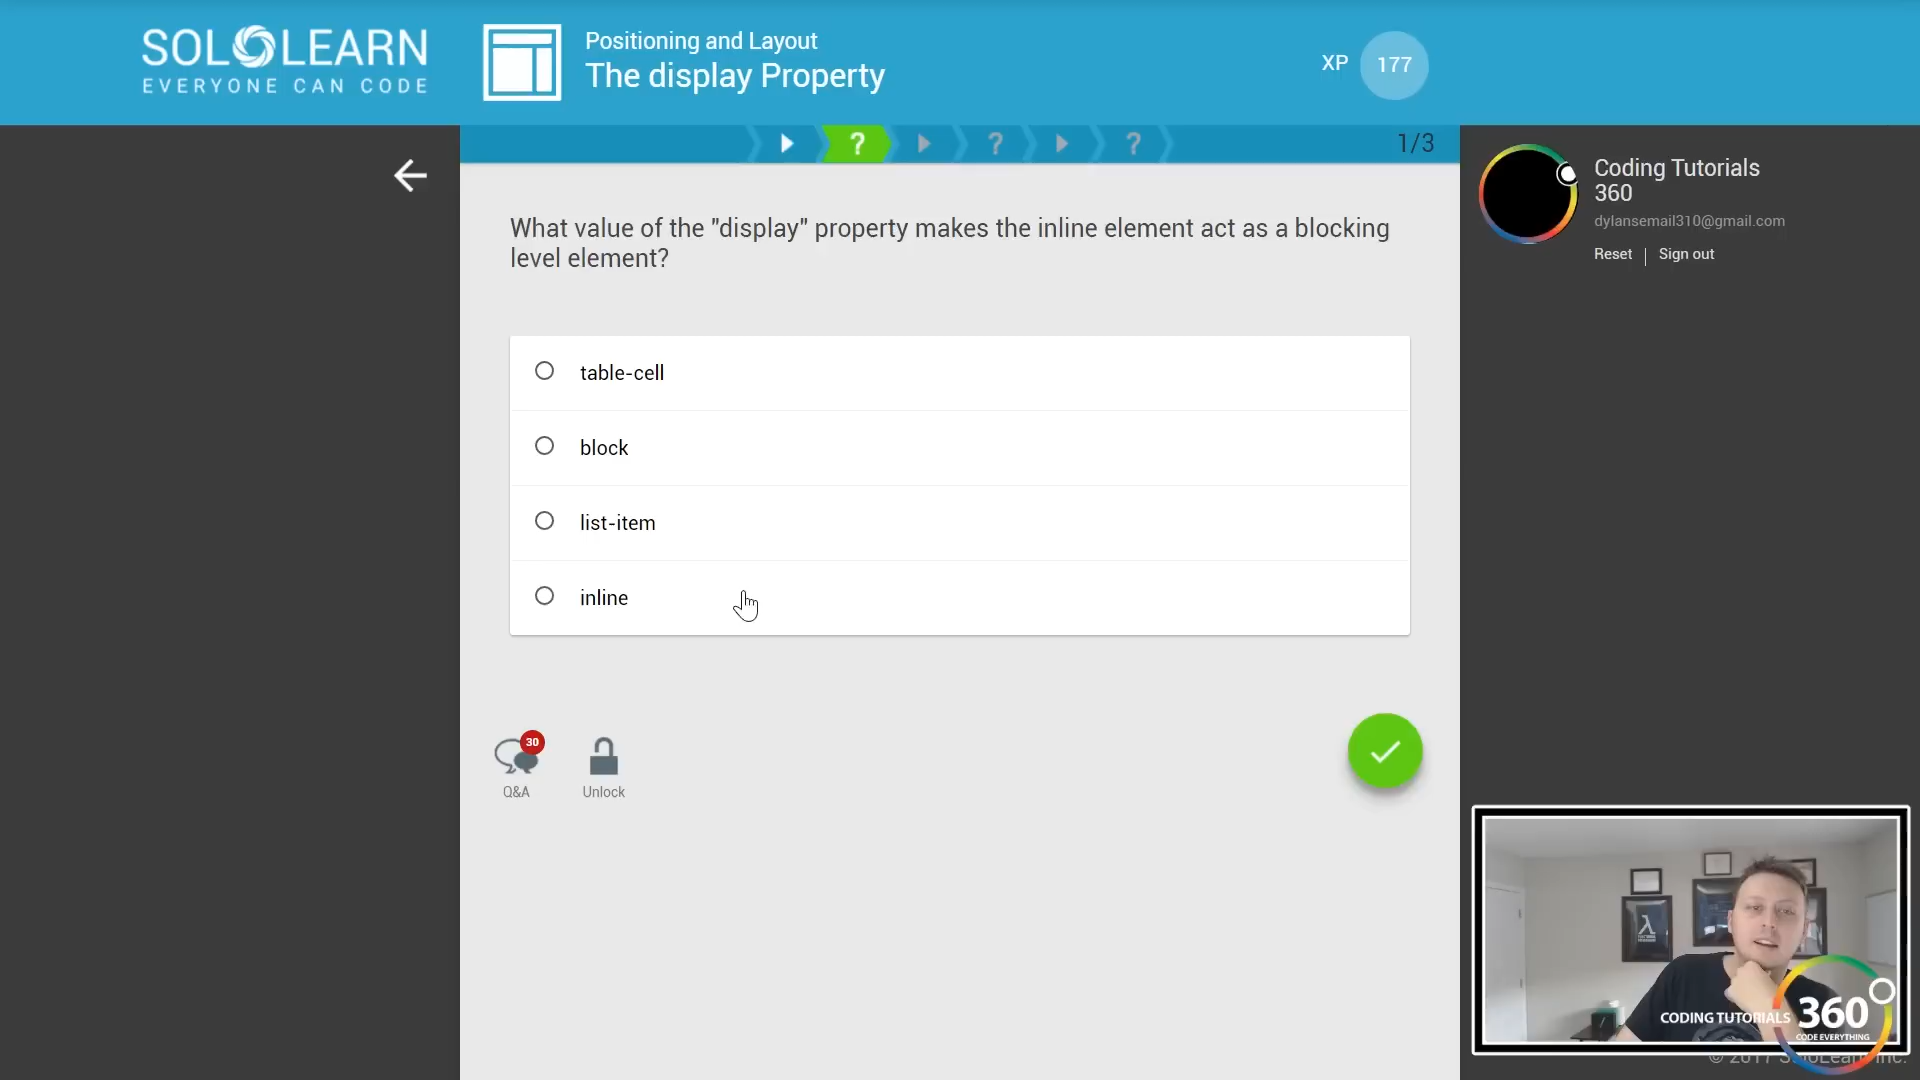 SOLOLEARN
EVERYONE CAN CODE
Positioning and Layout
The display Property
XP 177
? ? ? 1/3
Coding Tutorials
360
dylansemail310@gmail.com
Reset | Sign out
What value of the "display" property makes the inline element act as a blocking
level element?
table-cell
block
list-item
inline
30
Q&A
Unlock
CODING TUTORIALS 360
CODE EVERYTHING